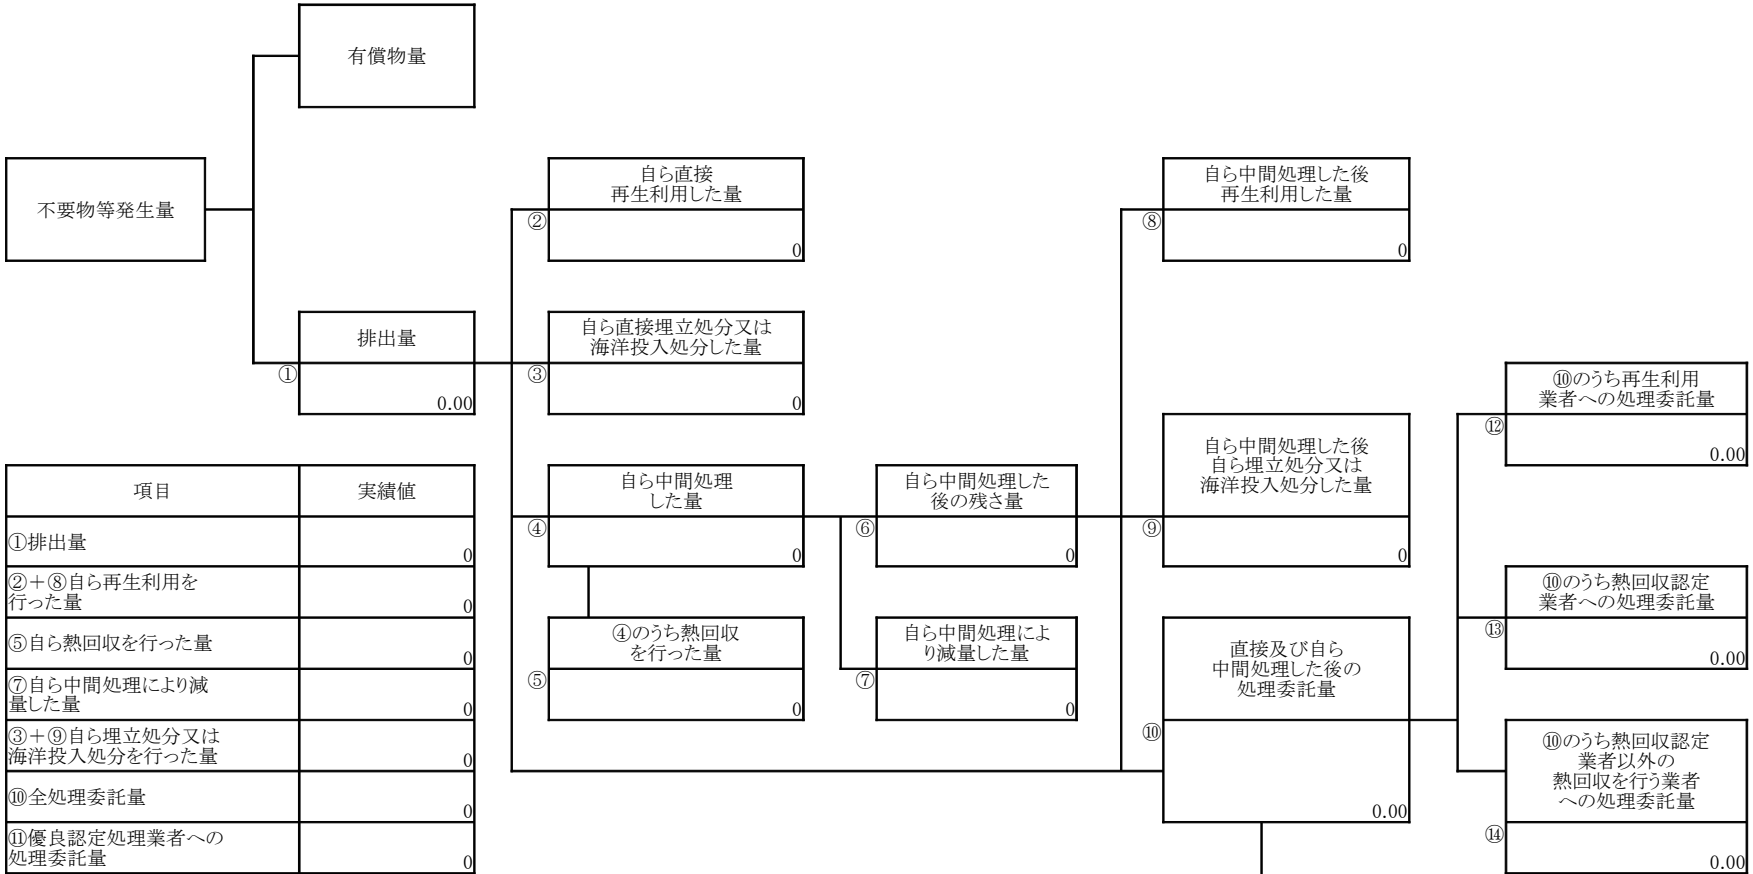 有償物量
不要物等発生量
自ら直接
再生利用した量
②
0
自ら中間処理した後
再生利用した量
⑧
0
排出量
①
0.00
自ら直接埋立処分又は
海洋投入処分した量
③
0
⑩のうち再生利用
業者への処理委託量
⑫
0.00
自ら中間処理
した量
④
0
自ら中間処理した
後の残さ量
⑥
0
自ら中間処理した後
自ら埋立処分又は
海洋投入処分した量
⑨
0
④のうち熱回収
を行った量
⑤
0
自ら中間処理によ
り減量した量
⑦
0
直接及び自ら
中間処理した後の
処理委託量
⑩
0.00
⑩のうち熱回収認定
業者への処理委託量
⑬
0.00
⑩のうち熱回収認定
業者以外の
熱回収を行う業者
への処理委託量
⑭
0.00
項目 実績値
①排出量 0
②＋⑧自ら再生利用を
行った量 0
⑤自ら熱回収を行った量 0
⑦自ら中間処理により減
量した量 0
③＋⑨自ら埋立処分又は
海洋投入処分を行った量 0
⑩全処理委託量 0
⑪優良認定処理業者への
処理委託量 0